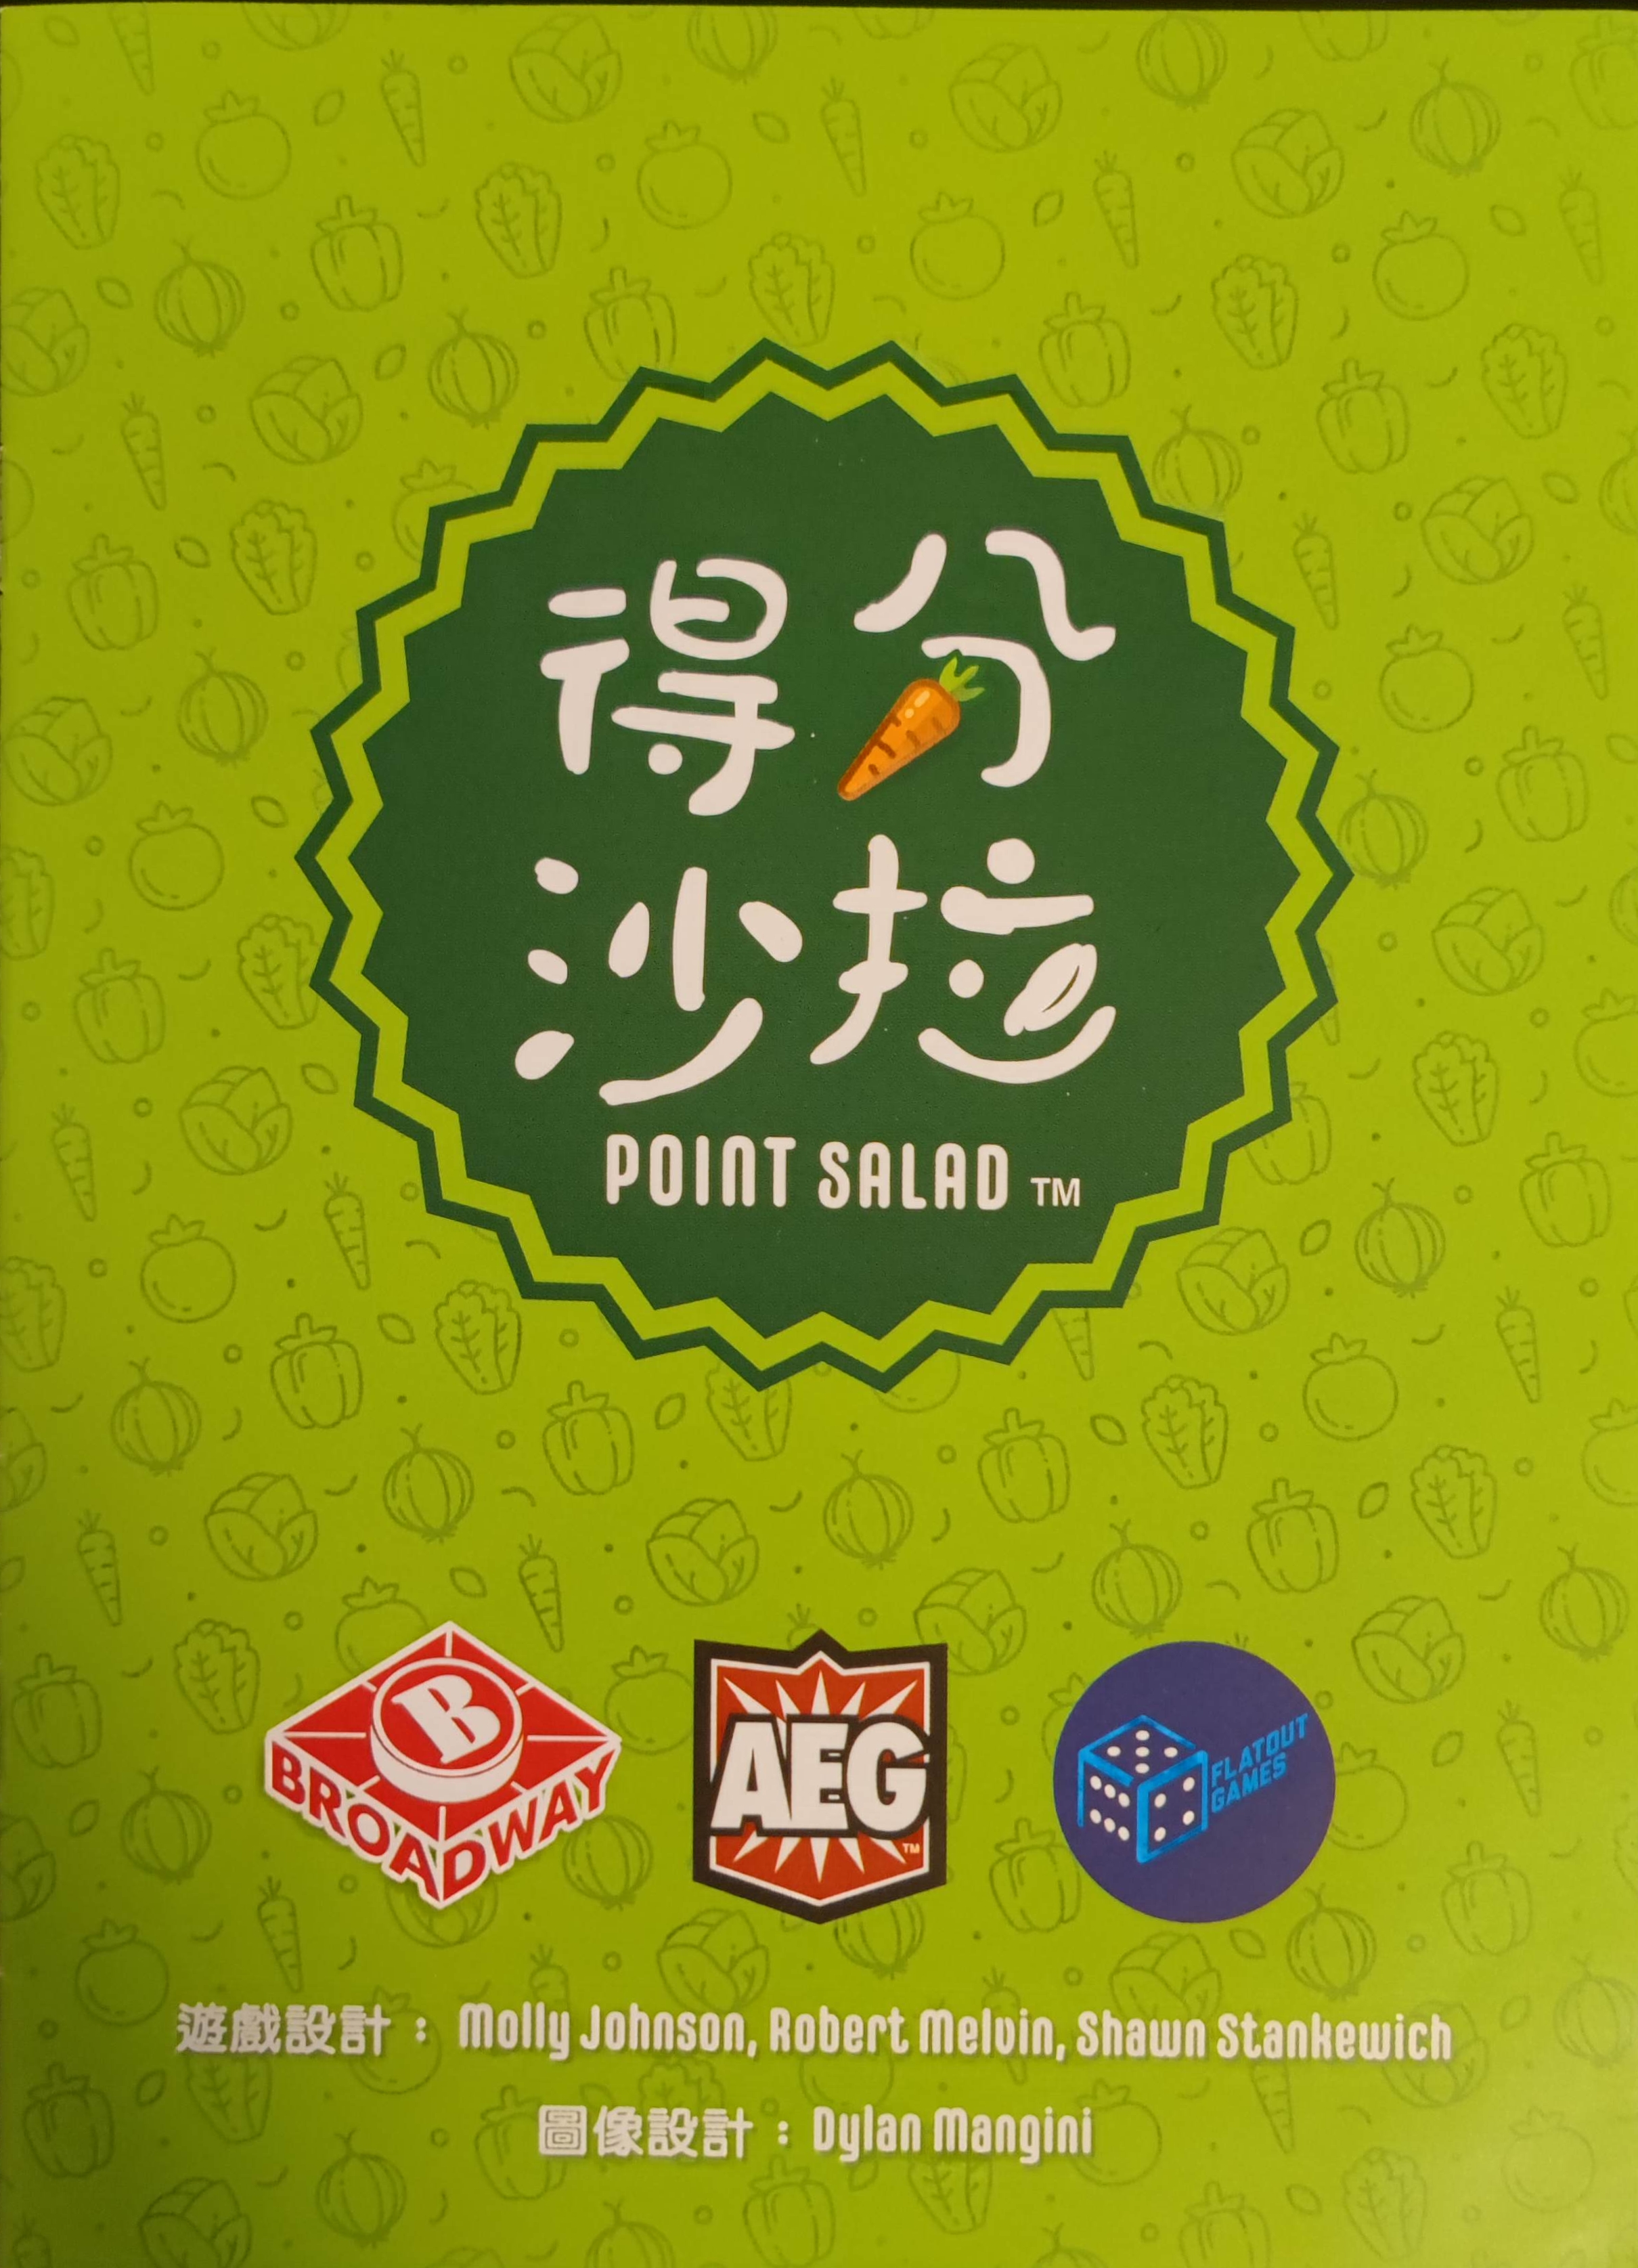 得分
沙拉
POINT SALAD TM
B
BROADWAY
AEG TM
FLATOUT
GAMES
遊戲設計： Molly Johnson, Robert Melvin, Shawn Stankewich
圖像設計：Dylan Mangini